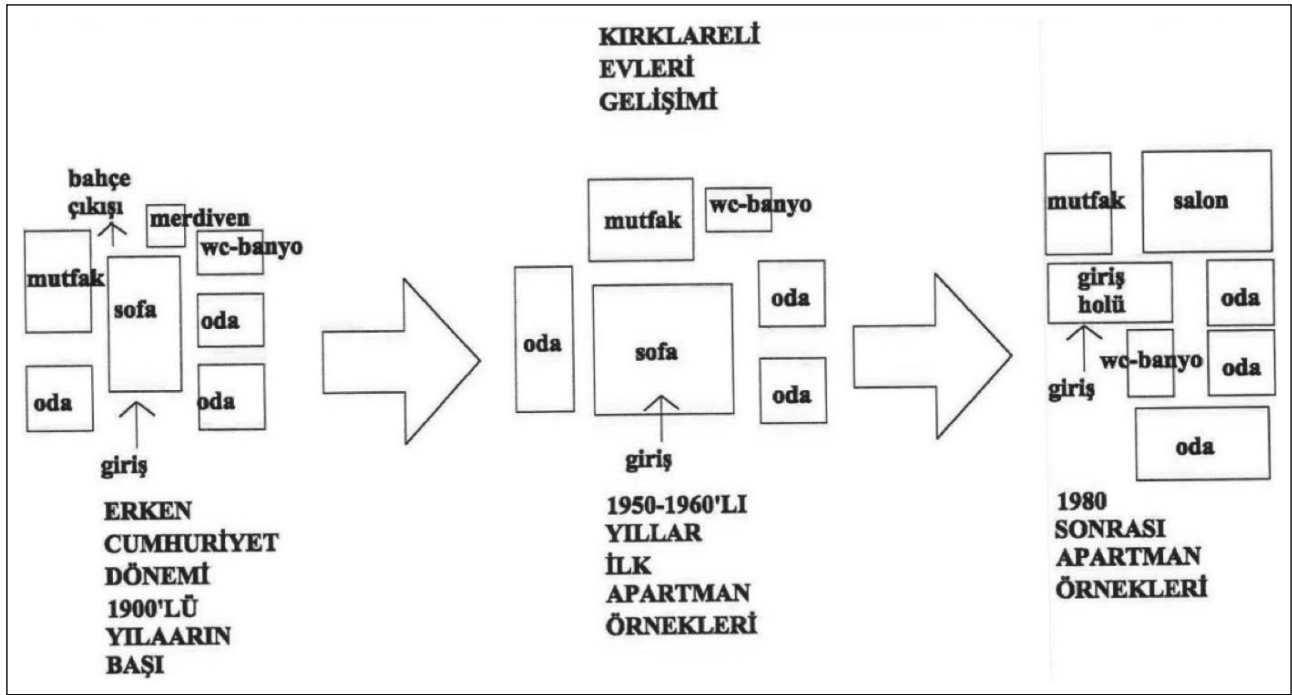 KIRKLARELİ
EVLERİ
GELİŞİMİ
bahçe
çıkışı
merdiven
wc-banyo
mutfak
sofa
oda
oda
oda
giriş
ERKEN
CUMHURİYET
DÖNEMİ
1900'LÜ
YILAARIN
BAŞI
mutfak
wc-banyo
oda
sofa
oda
oda
giriş
1950-1960'LI
YILLAR
İLK
APARTMAN
ÖRNEKLERİ
mutfak
salon
giriş
holü
oda
wc-banyo
oda
giriş
oda
1980
SONRASI
APARTMAN
ÖRNEKLERİ